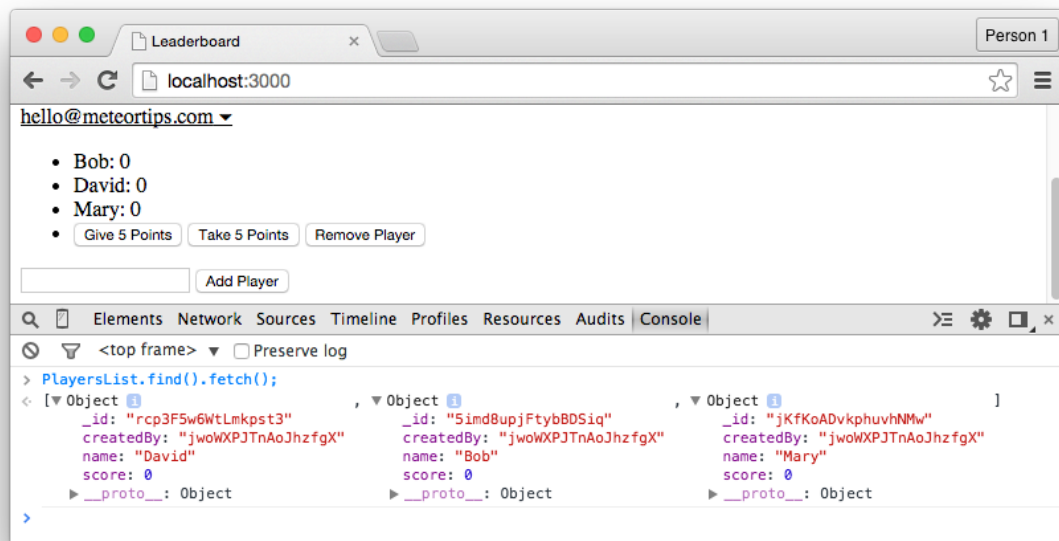 Leaderboard
Person 1
localhost:3000
hello@meteortips.com
Bob: 0
David: 0
Mary: 0
Give 5 Points Take 5 Points Remove Player
Add Player
Elements Network Sources Timeline Profiles Resources Audits Console
<top frame> Preserve log
PlayersList.find().fetch();
[ Object , Object , Object ]
_id: "rcp3F5w6WtLmkpst3" _id: "5imd8upjFtybBDSiq" _id: "jKfKoADvkphuvhNMw"
createdBy: "jwoWXPJTnAoJhzfgX" createdBy: "jwoWXPJTnAoJhzfgX" createdBy: "jwoWXPJTnAoJhzfgX"
name: "David" name: "Bob" name: "Mary"
score: 0 score: 0 score: 0
__proto__: Object __proto__: Object __proto__: Object